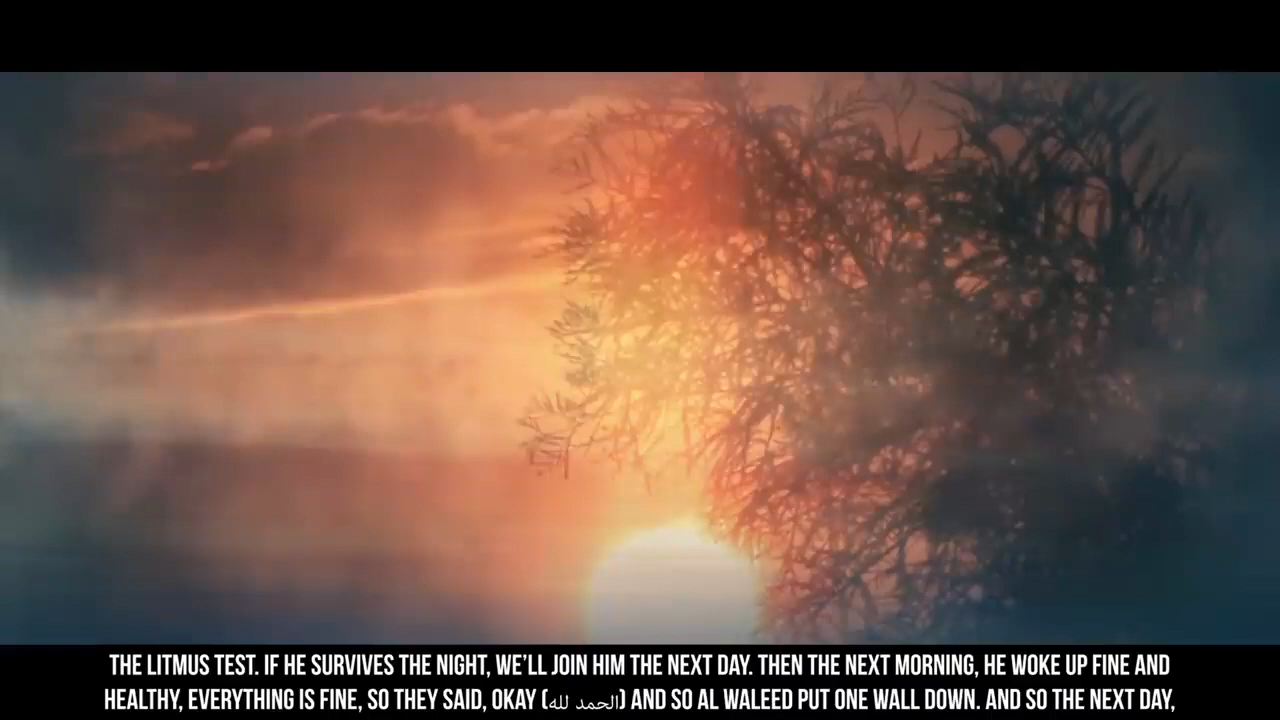 THE LITMUS TEST. IF HE SURVIVES THE NIGHT, WE'LL JOIN HIM THE NEXT DAY. THEN THE NEXT MORNING, HE WOKE UP FINE AND
HEALTHY, EVERYTHING IS FINE, SO THEY SAID, OKAY (الحمد لله) AND SO AL WALEED PUT ONE WALL DOWN. AND SO THE NEXT DAY,